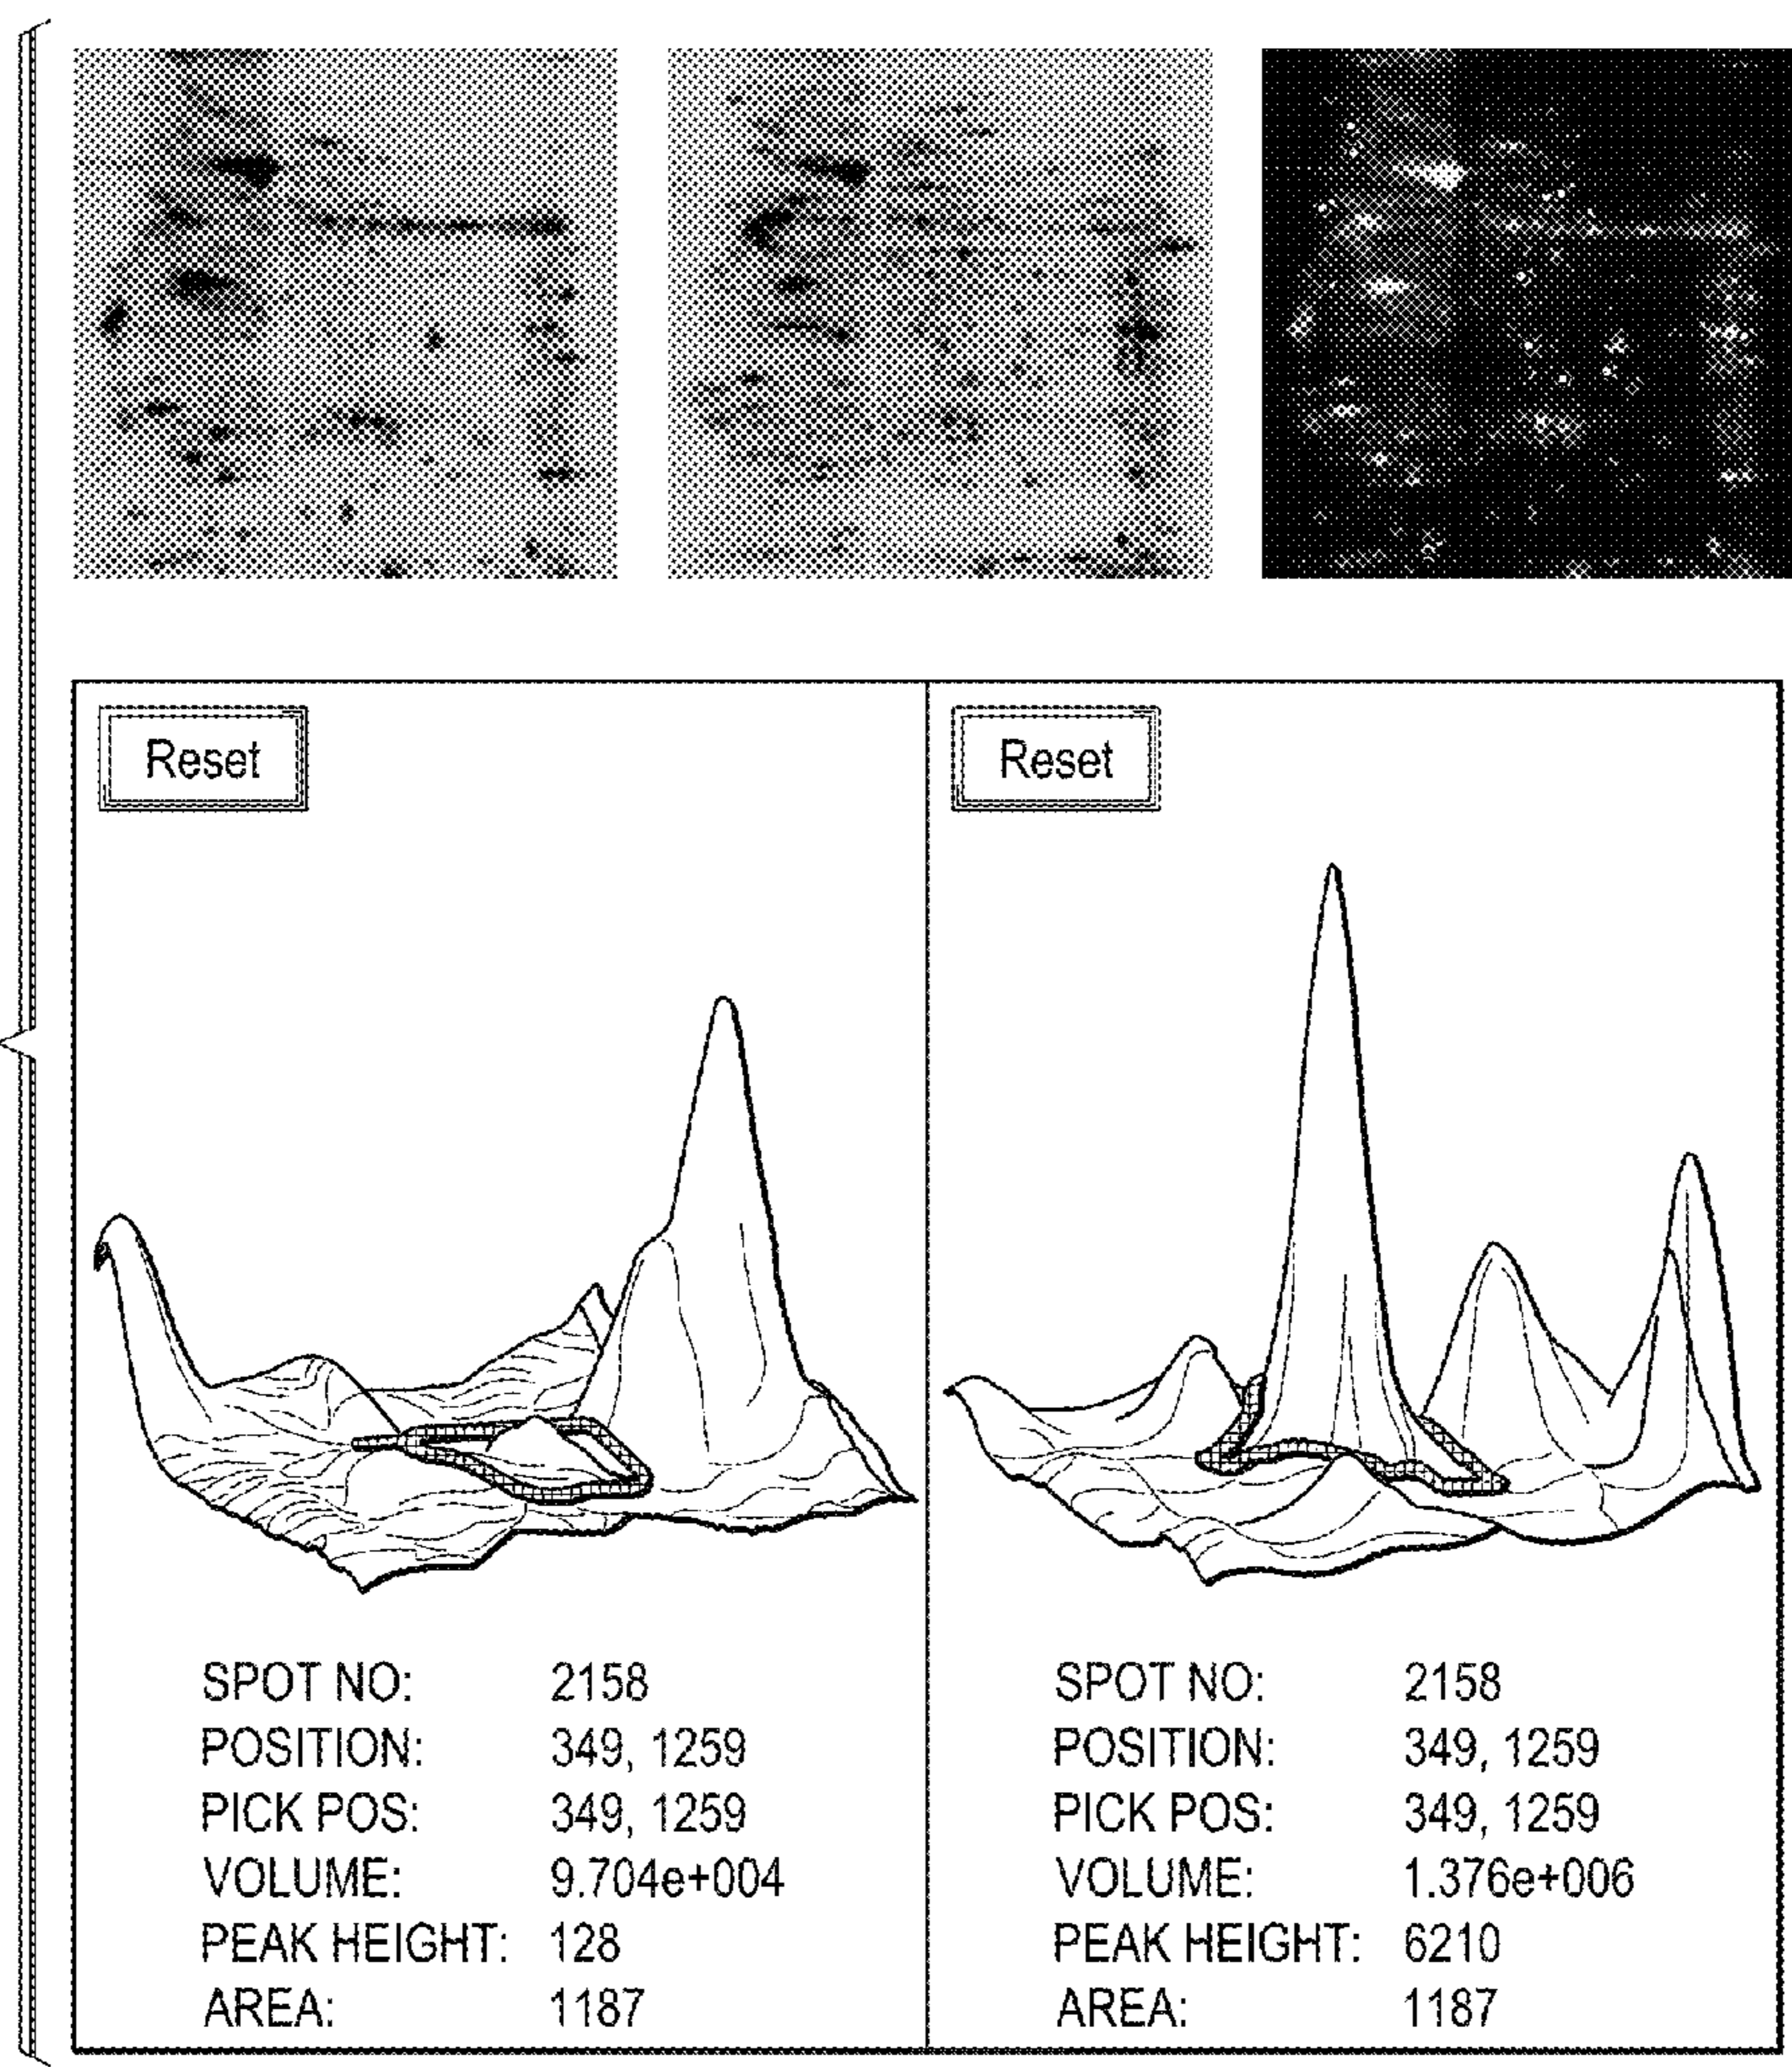 Reset
SPOT NO: 2158
POSITION: 349, 1259
PICK POS: 349, 1259
VOLUME: 9.704e+004
PEAK HEIGHT: 128
AREA: 1187
Reset
SPOT NO: 2158
POSITION: 349, 1259
PICK POS: 349, 1259
VOLUME: 1.376e+006
PEAK HEIGHT: 6210
AREA: 1187